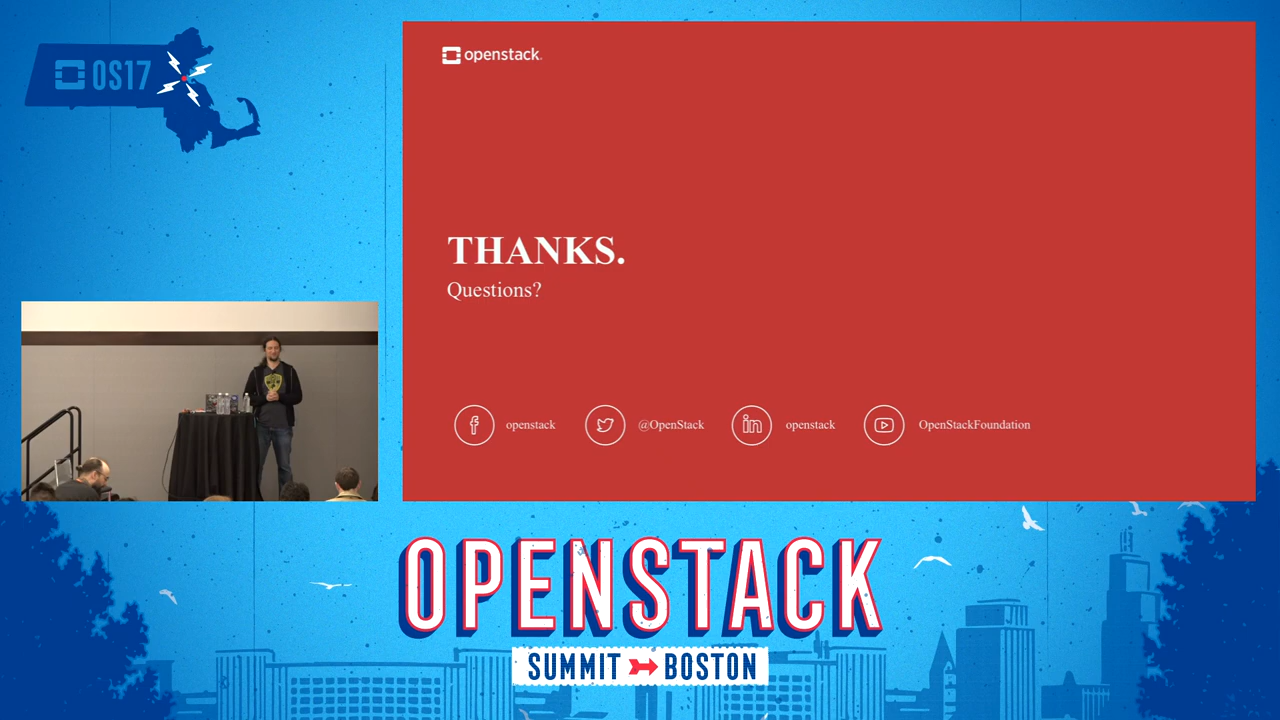 OS17
openstack.
THANKS.
Questions?
openstack
@OpenStack
openstack
OpenStackFoundation
OPENSTACK
SUMMIT BOSTON